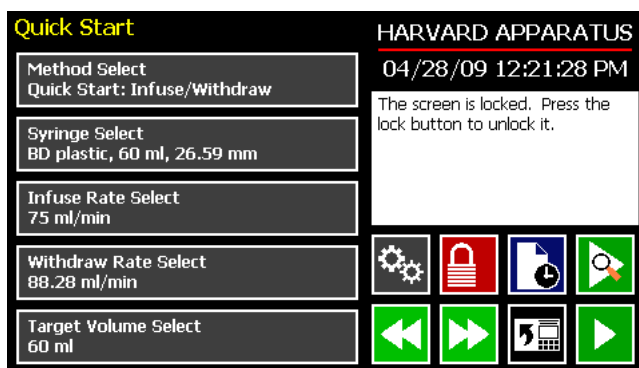 Quick Start
Method Select
Quick Start: Infuse/Withdraw
Syringe Select
BD plastic, 60 ml, 26.59 mm
Infuse Rate Select
75 ml/min
Withdraw Rate Select
88.28 ml/min
Target Volume Select
60 ml
HARVARD APPARATUS
04/28/09 12:21:28 PM
The screen is locked. Press the
lock button to unlock it.